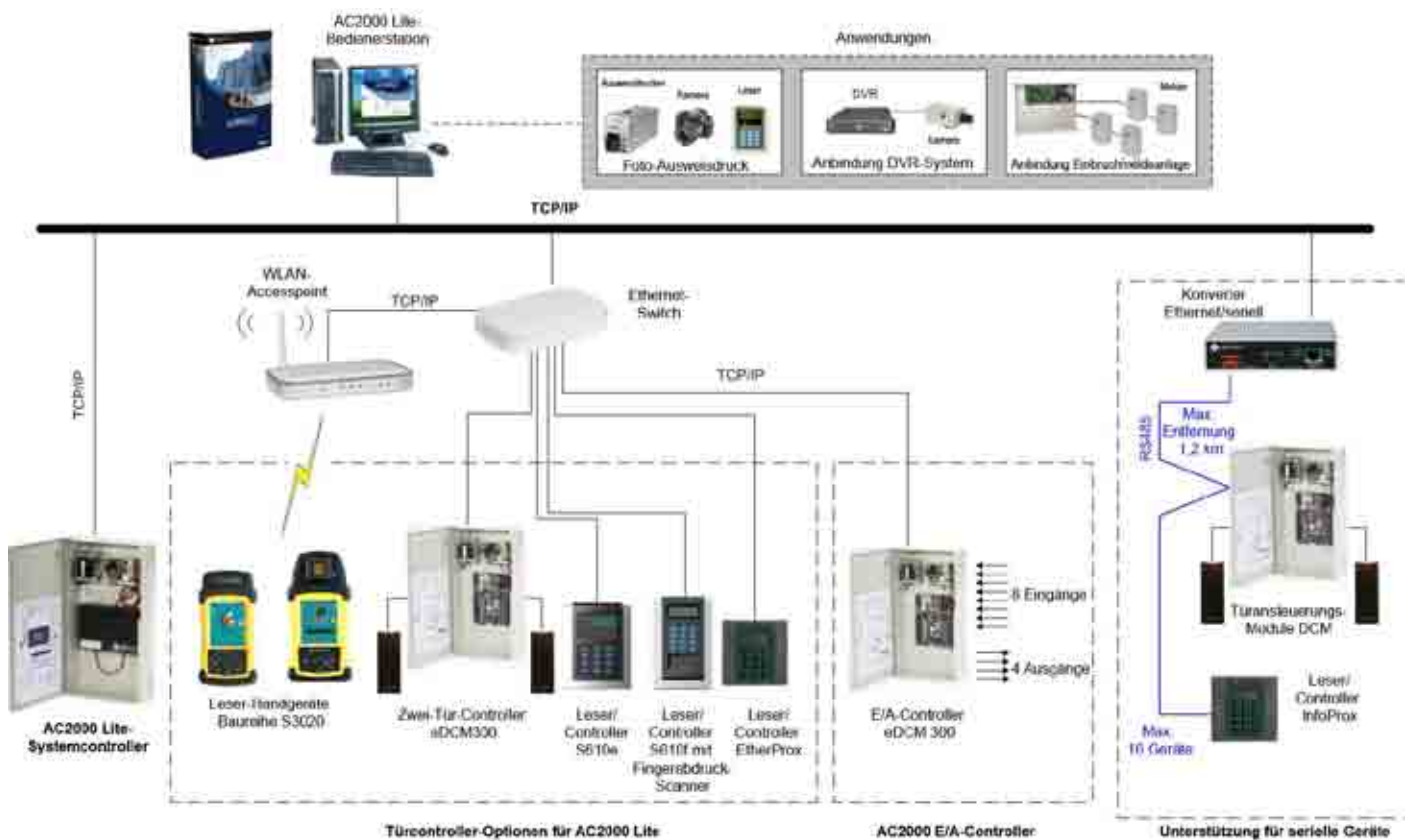 AC2000 Lite-
Bedienerstation
Anwendungen
Ausweisdrucker
Kamera
Leser
Foto-Ausweisdruck
DVR
Kamera
Anbindung DVR-System
Melder
Anbindung Einbruchmeldeanlage
TCP/IP
WLAN-
Accesspoint
TCP/IP
Ethernet-
Switch
TCP/IP
TCP/IP
Konverter
Ethernet/seriell
RS485
Max.
Entfernung
1,2 km
Türansteuerungs-
Module DCM
Leser/
Controller
InfoProx
Max.
16 Geräte
AC2000 Lite-
Systemcontroller
Leser-Handgeräte
Baureihe S3020
Zwei-Tür-Controller
eDCM330
Leser/
Controller
S610e
Leser/
Controller
S610f mit
Fingerabdruck
Scanner
Leser/
Controller
EtherProx
8 Eingänge
4 Ausgänge
E/A-Controller
eDCM 300
Türcontroller-Optionen für AC2000 Lite
AC2000 E/A-Controller
Unterstützung für serielle Geräte